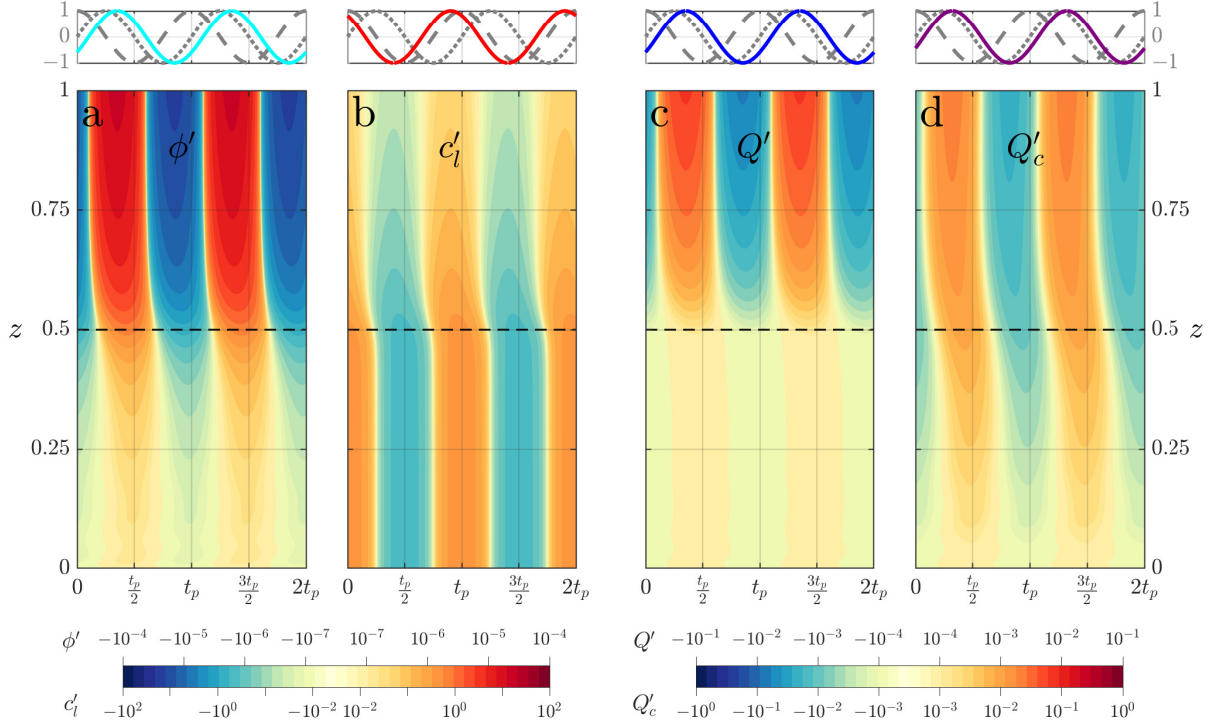 1
0
−1
1
0
−1
a
b
c
d
ϕ′
c′_l
Q′
Q′_c
1
0.75
z
0.5
0.25
0
1
0.75
0.5
z
0.25
0
0 t_p/2 t_p 3t_p/2 2t_p
0 t_p/2 t_p 3t_p/2 2t_p
0 t_p/2 t_p 3t_p/2 2t_p
0 t_p/2 t_p 3t_p/2 2t_p
ϕ′ −10^−4 −10^−5 −10^−6 −10^−7 10^−7 10^−6 10^−5 10^−4
c′_l −10^2 −10^0 −10^−2 10^−2 10^0 10^2
Q′ −10^−1 −10^−2 −10^−3 −10^−4 10^−4 10^−3 10^−2 10^−1
Q′_c −10^0 −10^−1 −10^−2 −10^−3 10^−3 10^−2 10^−1 10^0